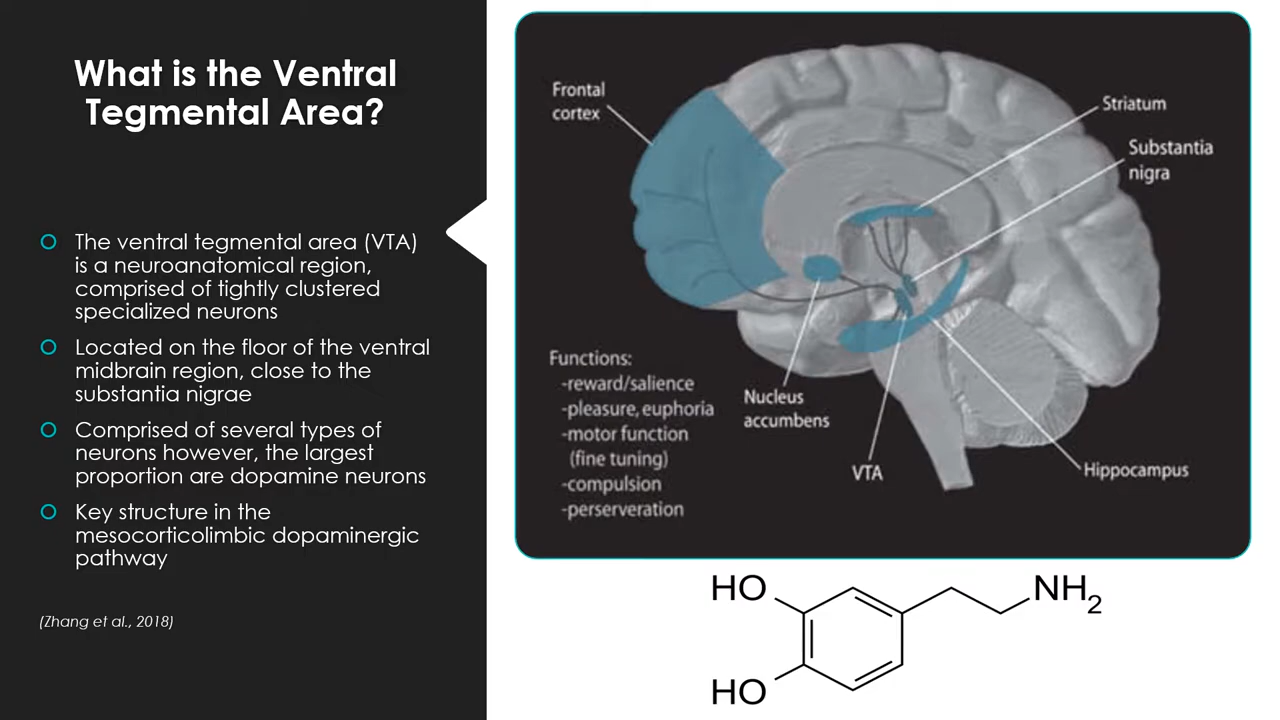 What is the Ventral
Tegmental Area?
The ventral tegmental area (VTA)
is a neuroanatomical region,
comprised of tightly clustered
specialized neurons
Located on the floor of the ventral
midbrain region, close to the
substantia nigrae
Comprised of several types of
neurons however, the largest
proportion are dopamine neurons
Key structure in the
mesocorticolimbic dopaminergic
pathway
(Zhang et al., 2018)
Frontal
cortex
Striatum
Substantia
nigra
Functions:
-reward/salience
-pleasure, euphoria
-motor function
(fine tuning)
-compulsion
-perserveration
Nucleus
accumbens
VTA
Hippocampus
HO
NH2
HO